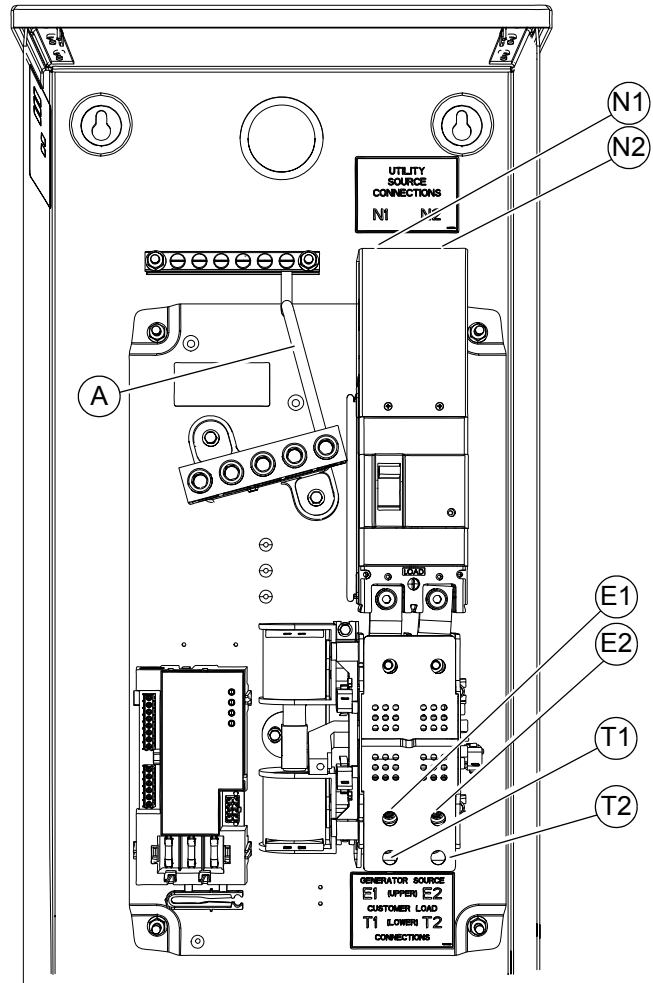 N1
N2
UTILITY
SOURCE
CONNECTIONS
N1 N2
A
LOAD
E1
E2
T1
T2
GENERATOR SOURCE
E1 (UPPER) E2
CUSTOMER LOAD
T1 (LOWER) T2
CONNECTIONS